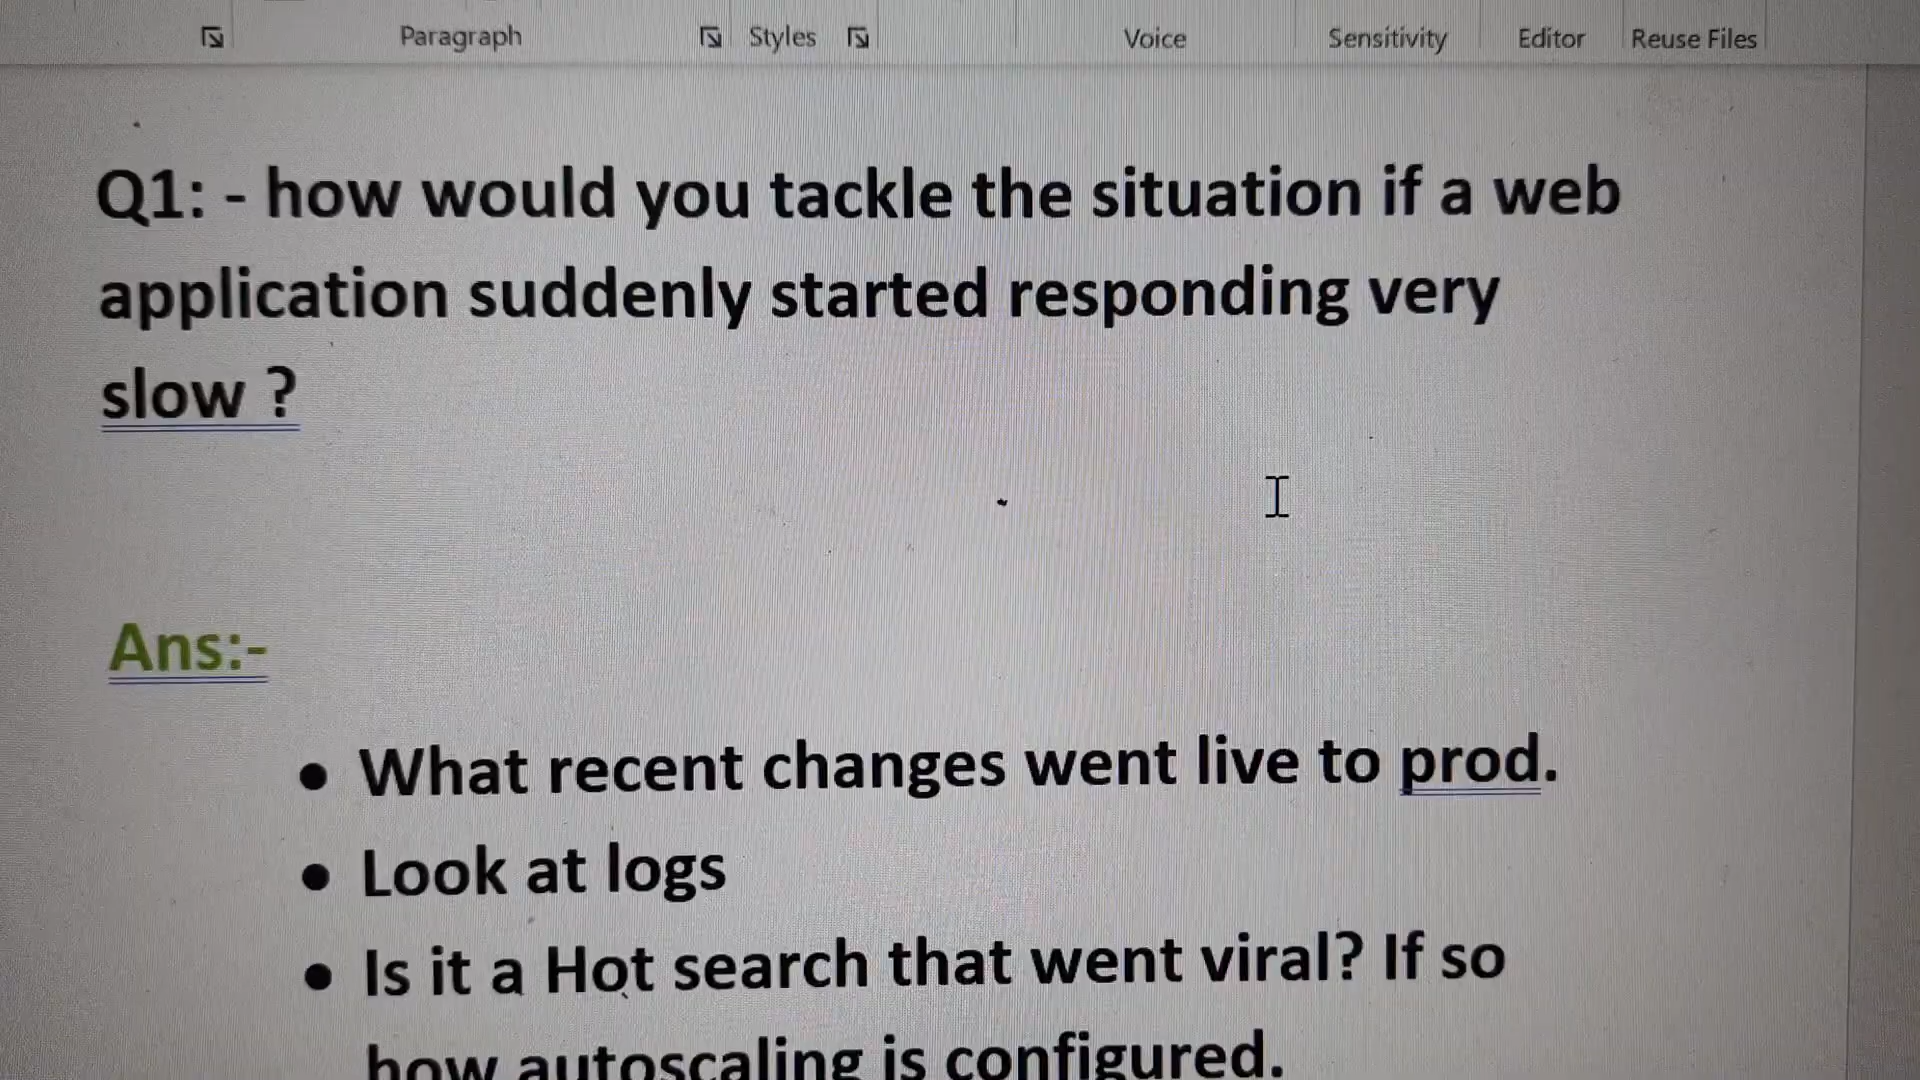 Paragraph Styles Voice Sensitivity Editor Reuse Files
Q1: - how would you tackle the situation if a web
application suddenly started responding very
slow ?
Ans:-
• What recent changes went live to prod.
• Look at logs
• Is it a Hot search that went viral? If so
how autoscaling is configured.